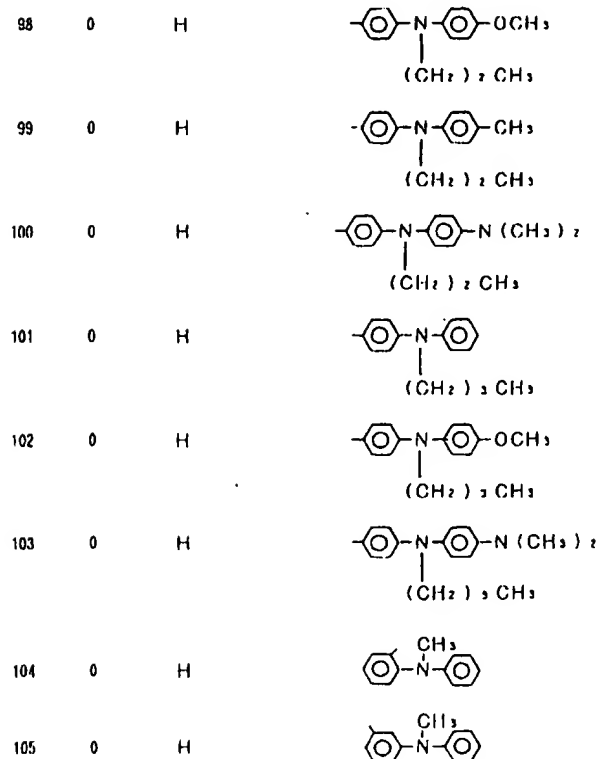 98 0 H -N- -OCH₃
(CH₂)₂CH₃
99 0 H -N- -CH₃
(CH₂)₂CH₃
100 0 H -N- -N(CH₃)₂
(CH₂)₂CH₃
101 0 H -N-
(CH₂)₃CH₃
102 0 H -N- -OCH₃
(CH₂)₃CH₃
103 0 H -N- -N(CH₃)₂
(CH₂)₃CH₃
CH₃
104 0 H -N-
CH₃
105 0 H -N-